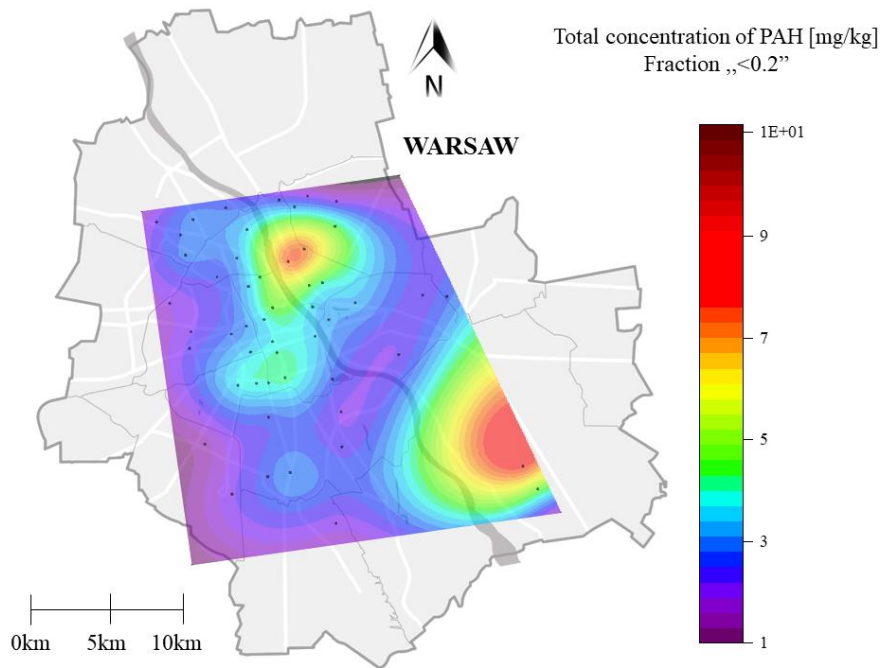 Total concentration of PAH [mg/kg]
Fraction ,,<0.2”
N
WARSAW
1E+01
9
7
5
3
1
0km 5km 10km